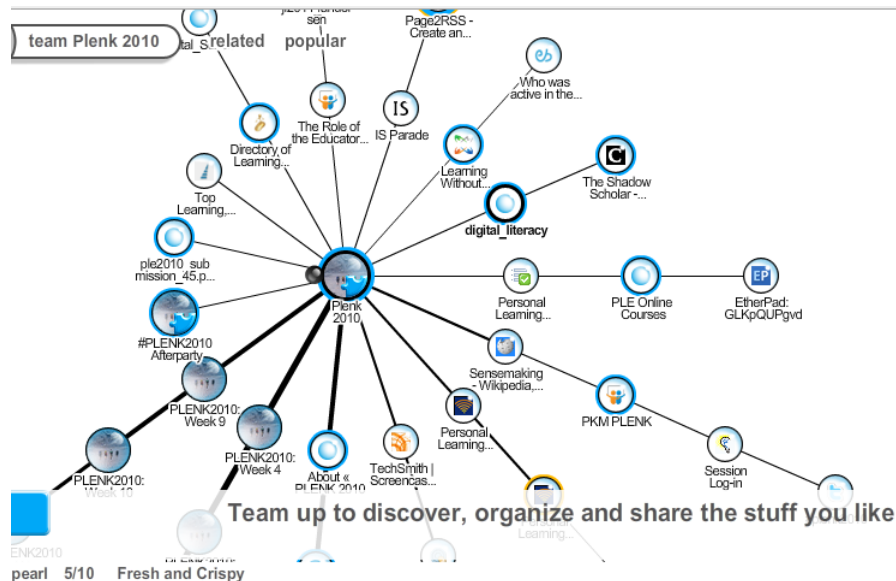 team Plenk 2010
related
popular
Page2RSS -
Create an...
Who was
active in the...
The Role of
the Educator...
IS
IS Parade
Directory of
Learning...
Learning
Without...
The Shadow
Scholar -...
Top
Learning,...
digital_literacy
ple2010_sub
mission_45.p...
Plenk
2010
Personal
Learning...
PLE Online
Courses
EP
EtherPad:
GLKpQUPgvd
#PLENK2010
Afterparty
Sensemaking
- Wikipedia,...
PLENK2010:
Week 9
PKM PLENK
PLENK2010:
Week 4
Personal
Learning...
PLENK2010:
Week 10
About «
PLENK 2010
TechSmith |
Screencas...
Session
Log-in
Team up to discover, organize and share the stuff you like
Personal
Learning...
PLENK2010:
pearl 5/10 Fresh and Crispy